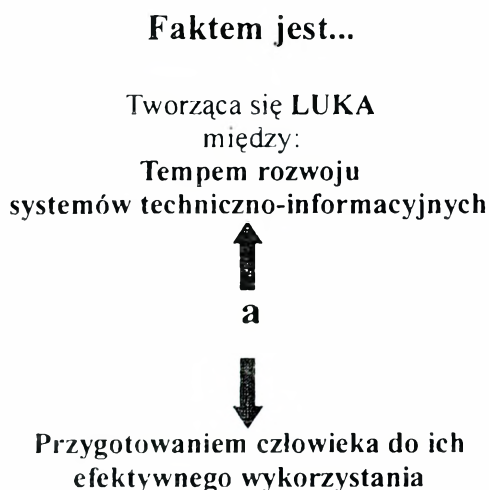 Faktem jest...
Tworząca się LUKA
między:
Tempem rozwoju
systemów techniczno-informacyjnych
a
Przygotowaniem człowieka do ich
efektywnego wykorzystania